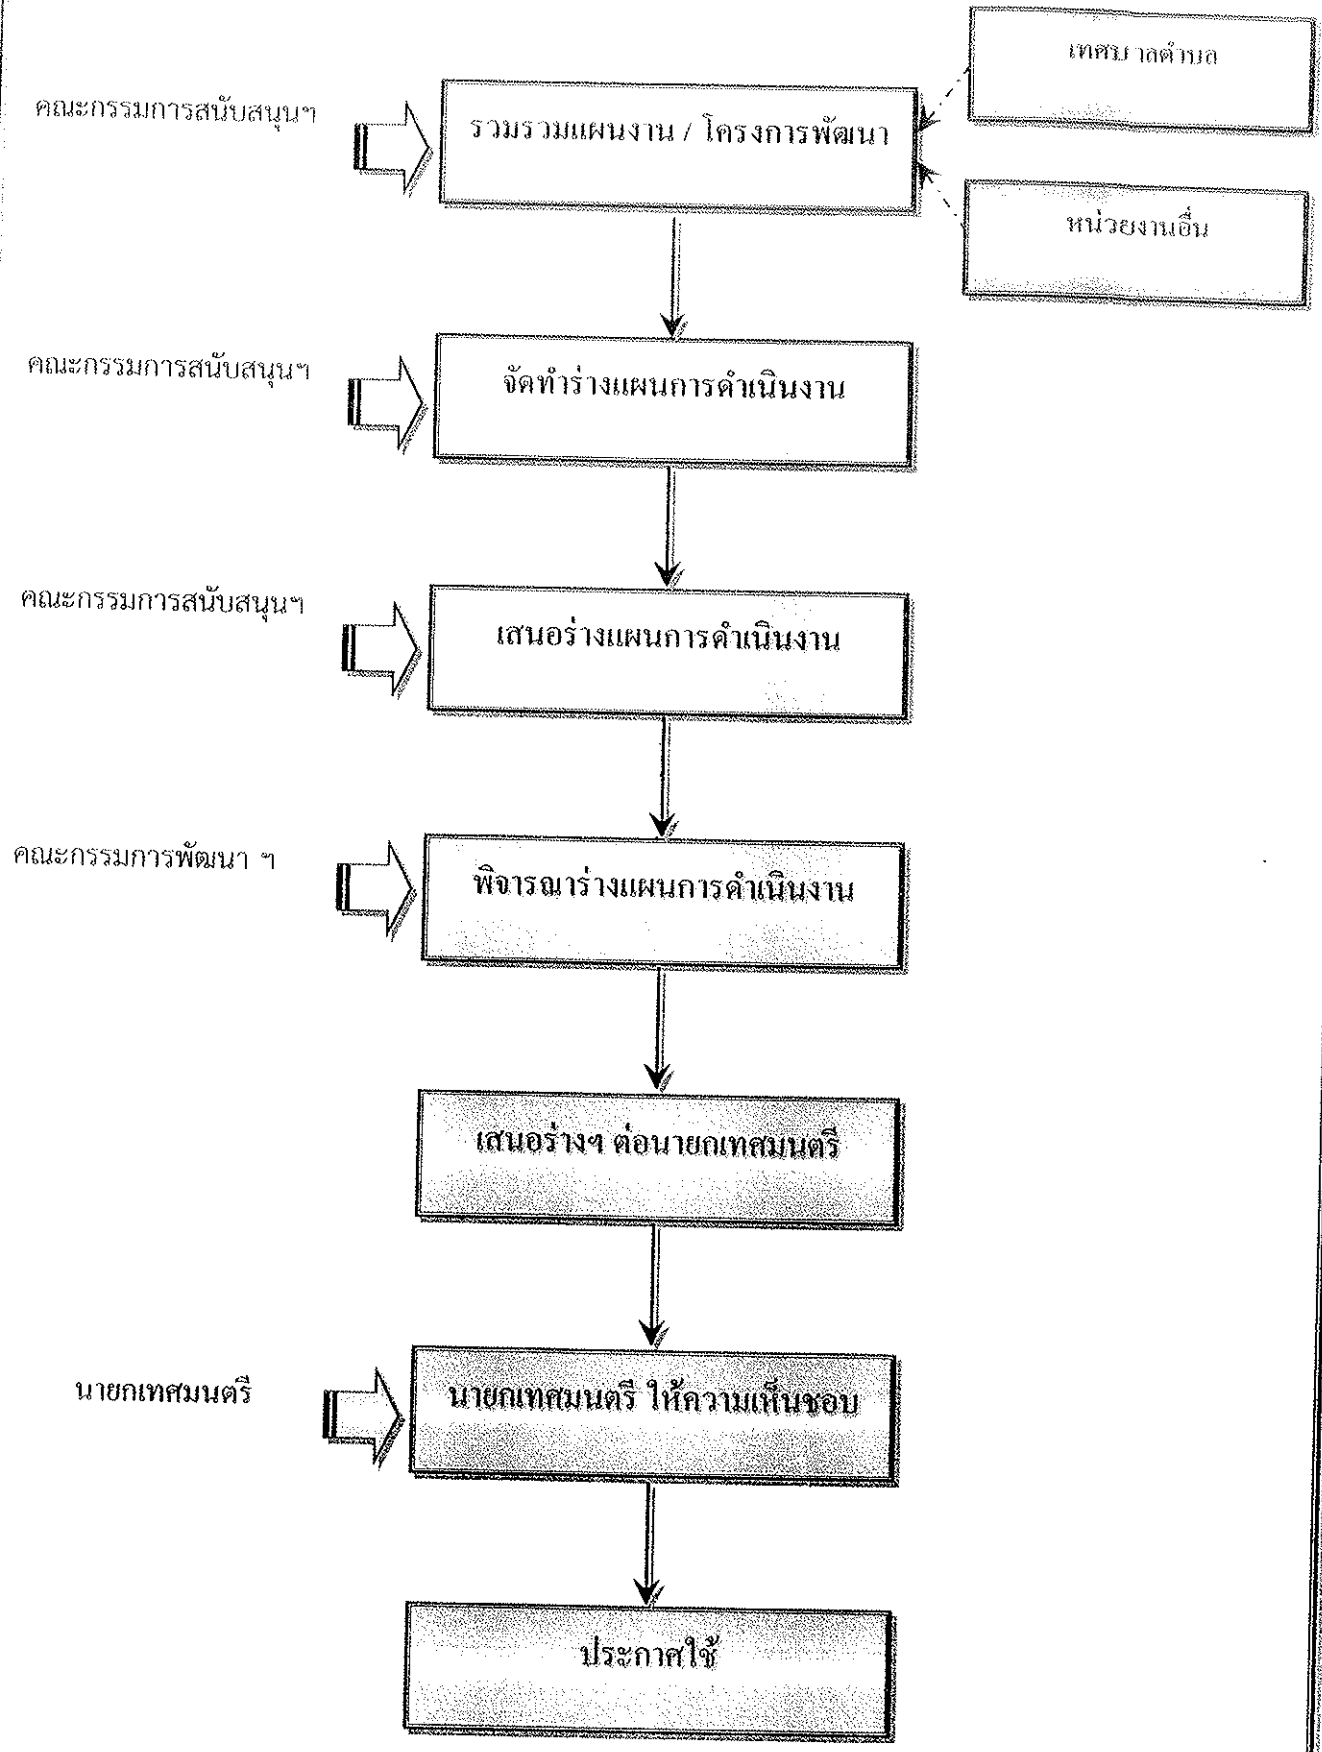 เทศบาลตำบล
คณะกรรมการสนับสนุนฯ
รวมรวมแผนงาน / โครงการพัฒนา
หน่วยงานอื่น
คณะกรรมการสนับสนุนฯ
จัดทำร่างแผนการดำเนินงาน
คณะกรรมการสนับสนุนฯ
เสนอร่างแผนการดำเนินงาน
คณะกรรมการพัฒนา ฯ
พิจารณาร่างแผนการดำเนินงาน
เสนอร่างฯ ต่อนายกเทศมนตรี
นายกเทศมนตรี
นายกเทศมนตรี ให้ความเห็นชอบ
ประกาศใช้